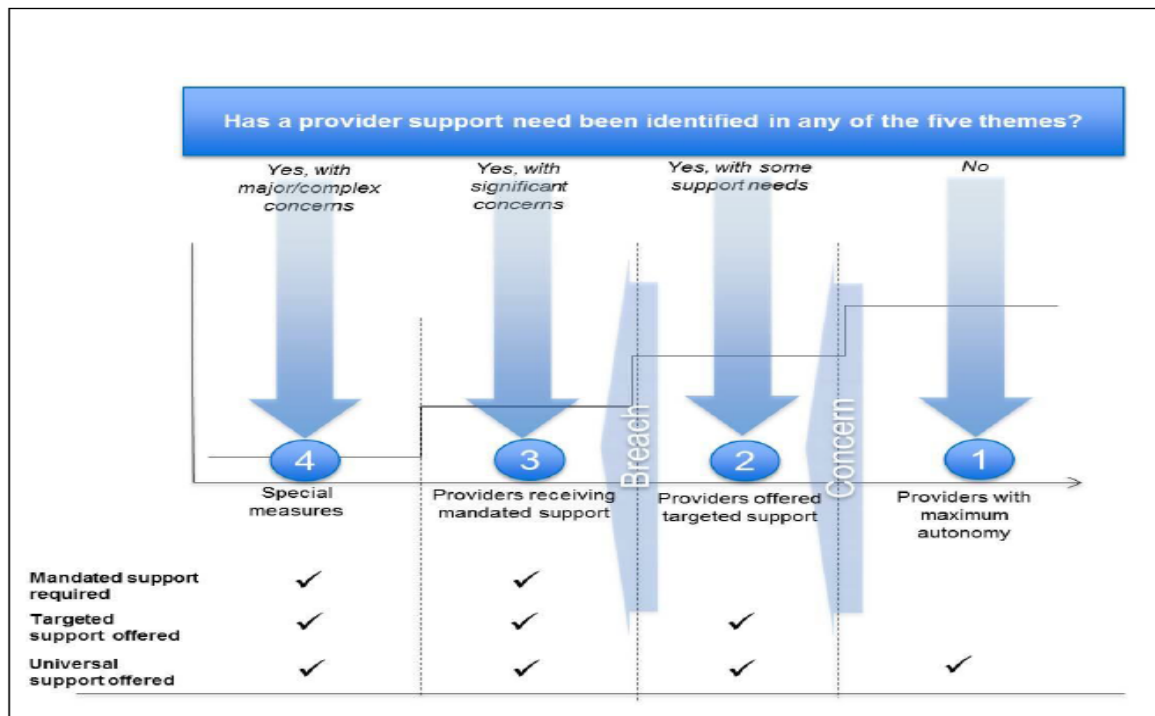 Has a provider support need been identified in any of the five themes?
Yes, with
major/complex
concerns
Yes, with
significant
concerns
Yes, with some
support needs
No
Breach
Concern
4
3
2
1
Special
measures
Providers receiving
mandated support
Providers offered
targeted support
Providers with
maximum
autonomy
Mandated support
required
Targeted
support offered
Universal
support offered